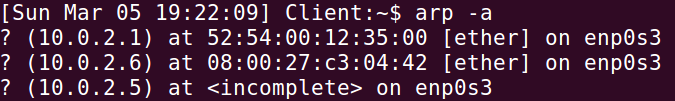 [Sun Mar 05 19:22:09] Client:~$ arp -a
? (10.0.2.1) at 52:54:00:12:35:00 [ether] on enp0s3
? (10.0.2.6) at 08:00:27:c3:04:42 [ether] on enp0s3
? (10.0.2.5) at <incomplete> on enp0s3